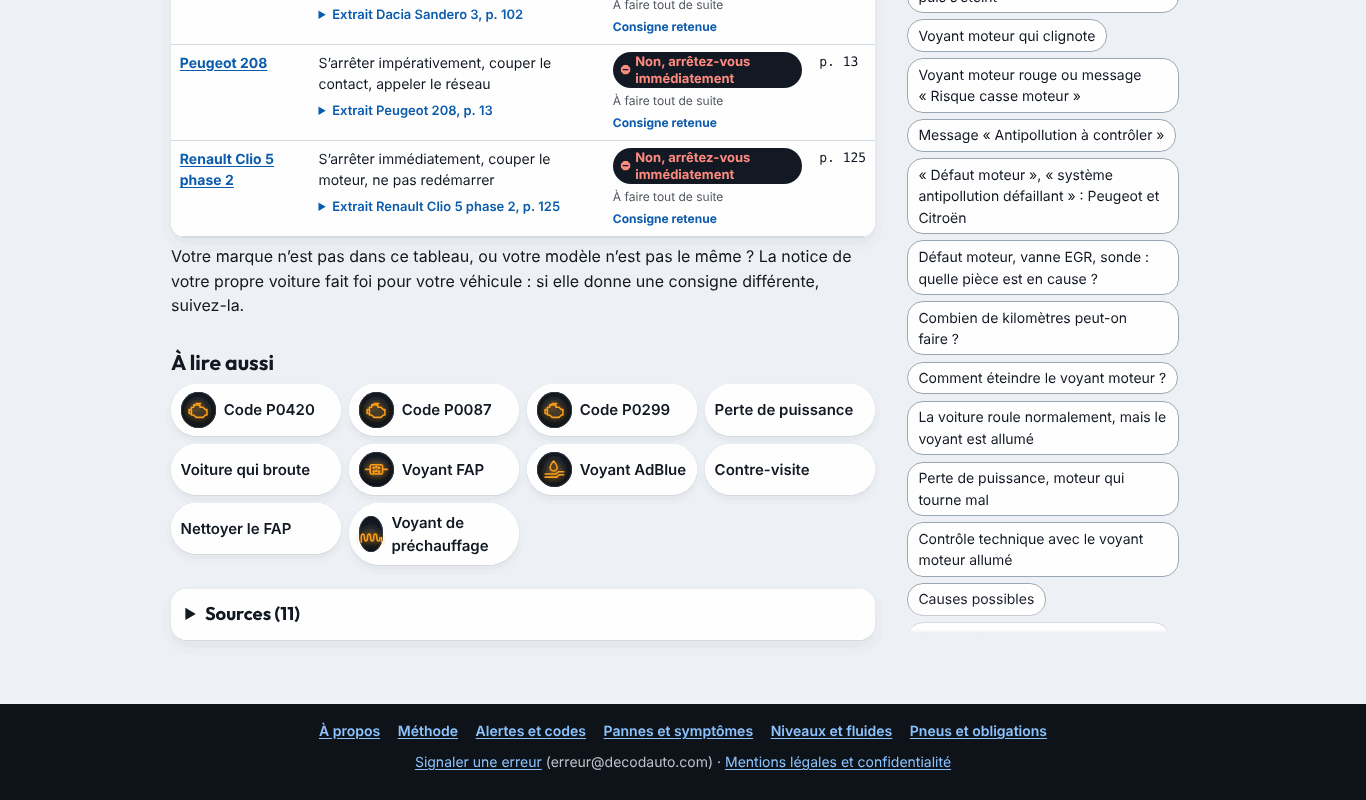 ▶ Extrait Dacia Sandero 3, p. 102
À faire tout de suite
Consigne retenue
Peugeot 208
S’arrêter impérativement, couper le
contact, appeler le réseau
▶ Extrait Peugeot 208, p. 13
Non, arrêtez-vous
immédiatement
À faire tout de suite
Consigne retenue
p. 13
Renault Clio 5
phase 2
S’arrêter immédiatement, couper le
moteur, ne pas redémarrer
▶ Extrait Renault Clio 5 phase 2, p. 125
Non, arrêtez-vous
immédiatement
À faire tout de suite
Consigne retenue
p. 125
Votre marque n’est pas dans ce tableau, ou votre modèle n’est pas le même ? La notice de
votre propre voiture fait foi pour votre véhicule : si elle donne une consigne différente,
suivez-la.
À lire aussi
Code P0420
Code P0087
Code P0299
Perte de puissance
Voiture qui broute
Voyant FAP
Voyant AdBlue
Contre-visite
Nettoyer le FAP
Voyant de
préchauffage
▶ Sources (11)
Voyant moteur qui clignote
Voyant moteur rouge ou message
« Risque casse moteur »
Message « Antipollution à contrôler »
« Défaut moteur », « système
antipollution défaillant » : Peugeot et
Citroën
Défaut moteur, vanne EGR, sonde :
quelle pièce est en cause ?
Combien de kilomètres peut-on
faire ?
Comment éteindre le voyant moteur ?
La voiture roule normalement, mais le
voyant est allumé
Perte de puissance, moteur qui
tourne mal
Contrôle technique avec le voyant
moteur allumé
Causes possibles
À propos Méthode Alertes et codes Pannes et symptômes Niveaux et fluides Pneus et obligations
Signaler une erreur (erreur@decodauto.com) · Mentions légales et confidentialité